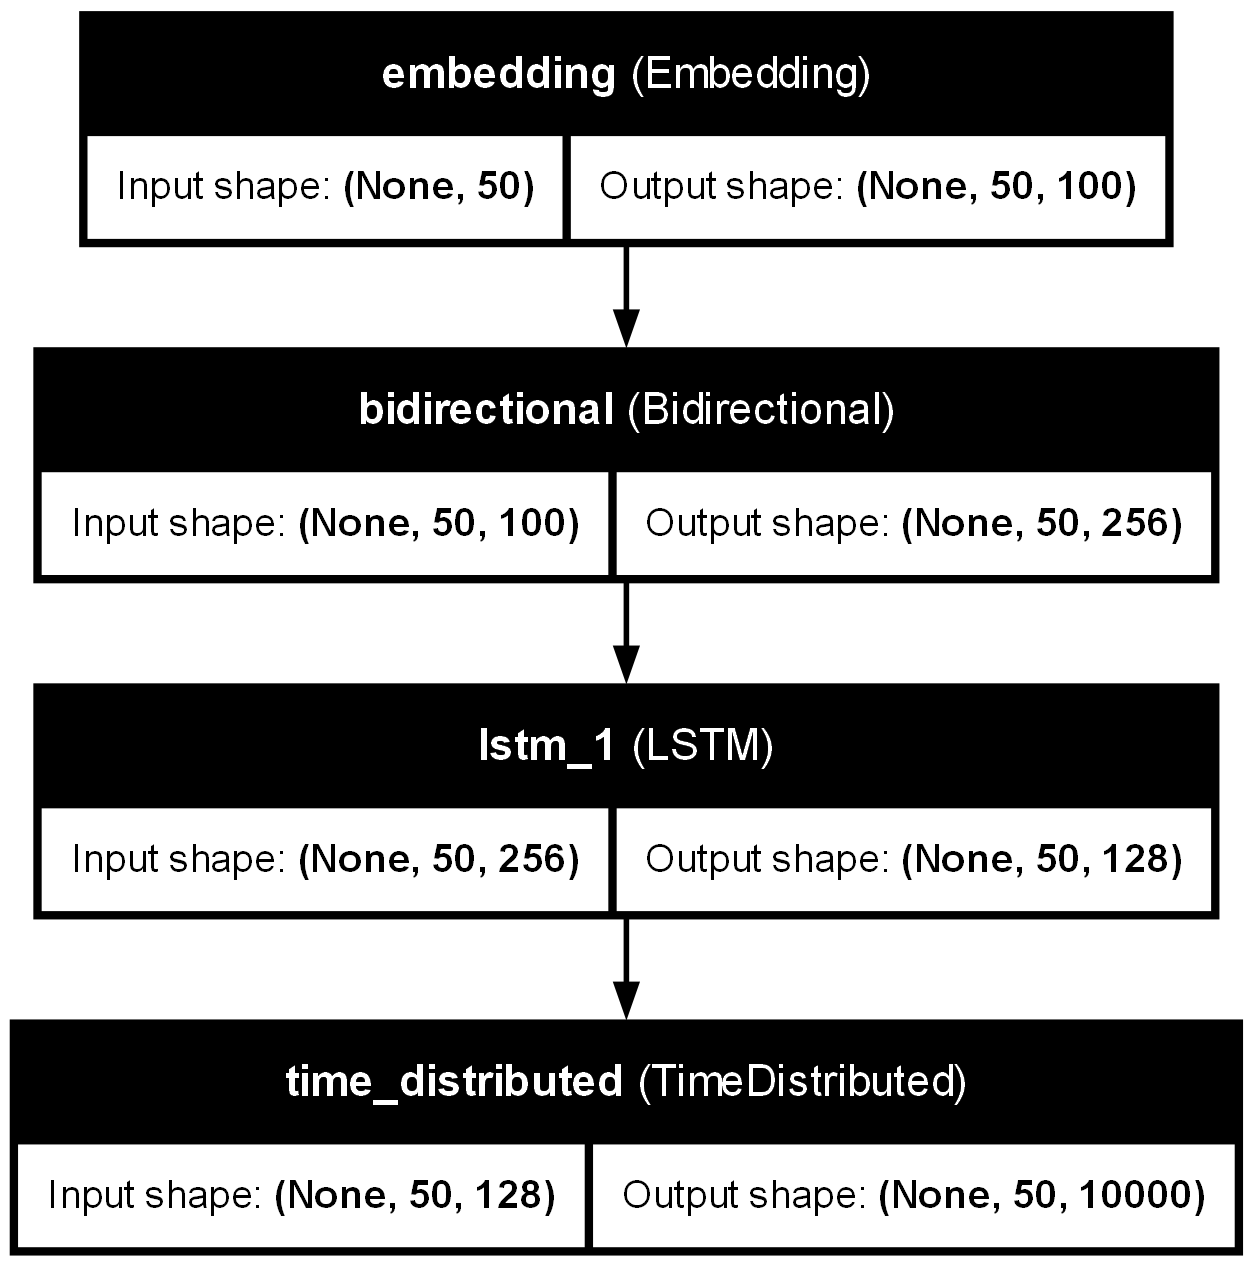 embedding (Embedding)
Input shape: (None, 50) Output shape: (None, 50, 100)
bidirectional (Bidirectional)
Input shape: (None, 50, 100) Output shape: (None, 50, 256)
lstm_1 (LSTM)
Input shape: (None, 50, 256) Output shape: (None, 50, 128)
time_distributed (TimeDistributed)
Input shape: (None, 50, 128) Output shape: (None, 50, 10000)